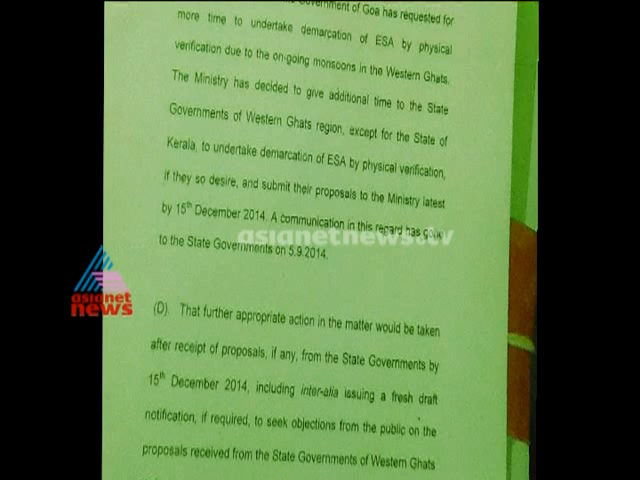 Government of Goa has requested for
more time to undertake demarcation of ESA by physical
verification due to the on-going monsoons in the Western Ghats.
The Ministry has decided to give additional time to the State
Governments of Western Ghats region, except for the State of
Kerala, to undertake demarcation of ESA by physical verification,
if they so desire, and submit their proposals to the Ministry latest
by 15th December 2014. A communication in this regard has gone
to the State Governments on 5.9.2014.
asianetnews.tv
asianet
news
(D). That further appropriate action in the matter would be taken
after receipt of proposals, if any, from the State Governments by
15th December 2014, including inter-alia issuing a fresh draft
notification, if required, to seek objections from the public on the
proposals received from the State Governments of Western Ghats